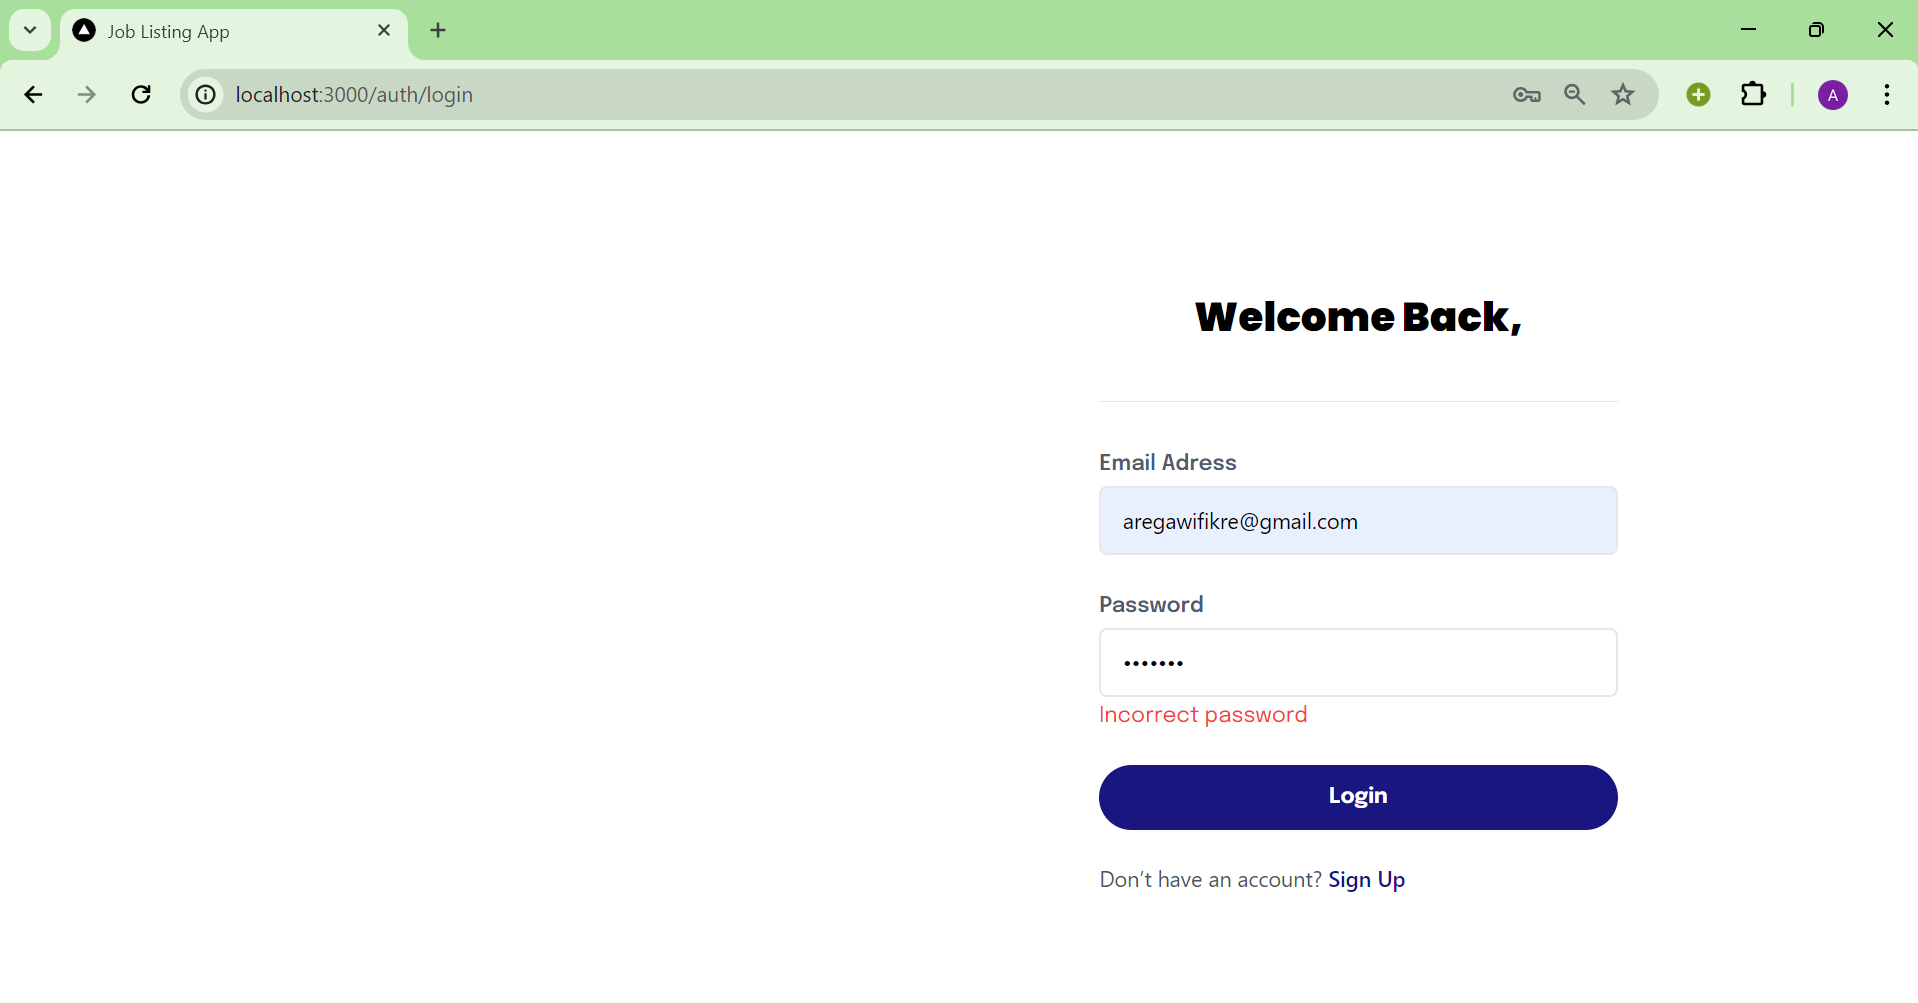 Job Listing App
localhost:3000/auth/login
A
Welcome Back,
Email Adress
aregawifikre@gmail.com
Password
•••••••
Incorrect password
Login
Don’t have an account? Sign Up